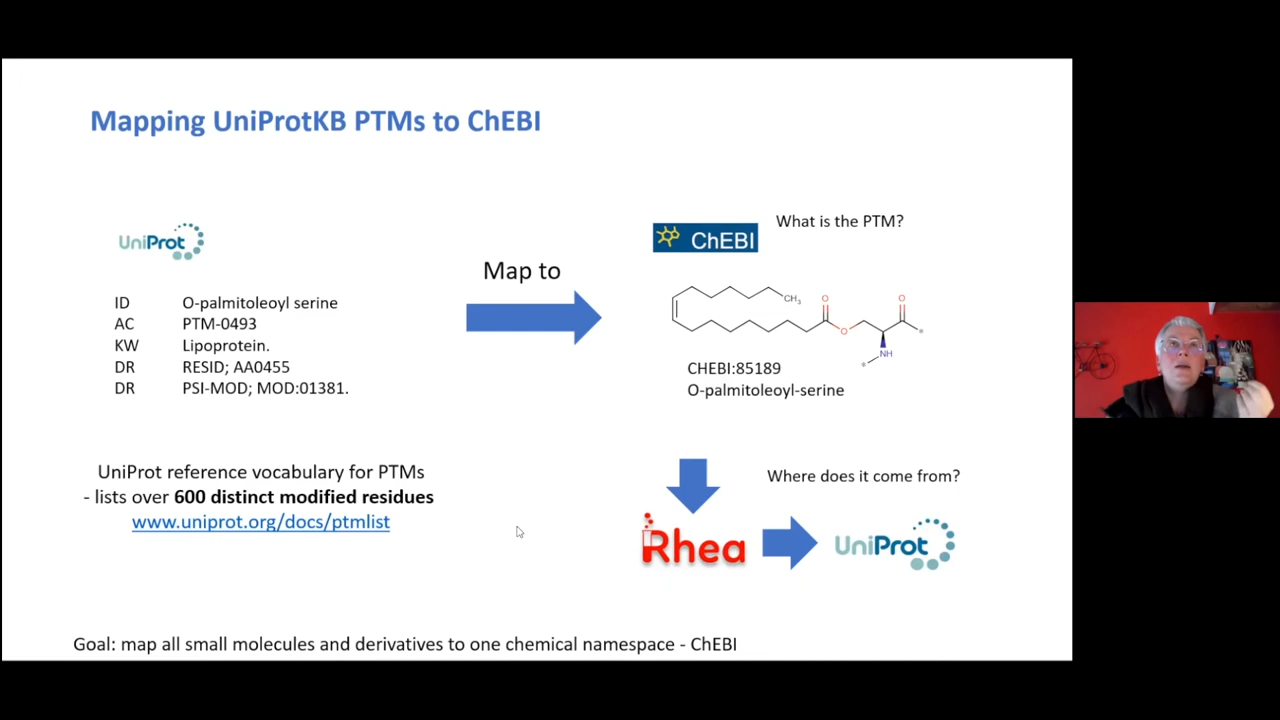 Mapping UniProtKB PTMs to ChEBI
UniProt
ID O-palmitoleoyl serine
AC PTM-0493
KW Lipoprotein.
DR RESID; AA0455
DR PSI-MOD; MOD:01381.
UniProt reference vocabulary for PTMs
- lists over 600 distinct modified residues
www.uniprot.org/docs/ptmlist
Map to
ChEBI
What is the PTM?
CH3
O
O
O
NH
*
*
CHEBI:85189
O-palmitoleoyl-serine
Where does it come from?
Rhea
UniProt
Goal: map all small molecules and derivatives to one chemical namespace - ChEBI